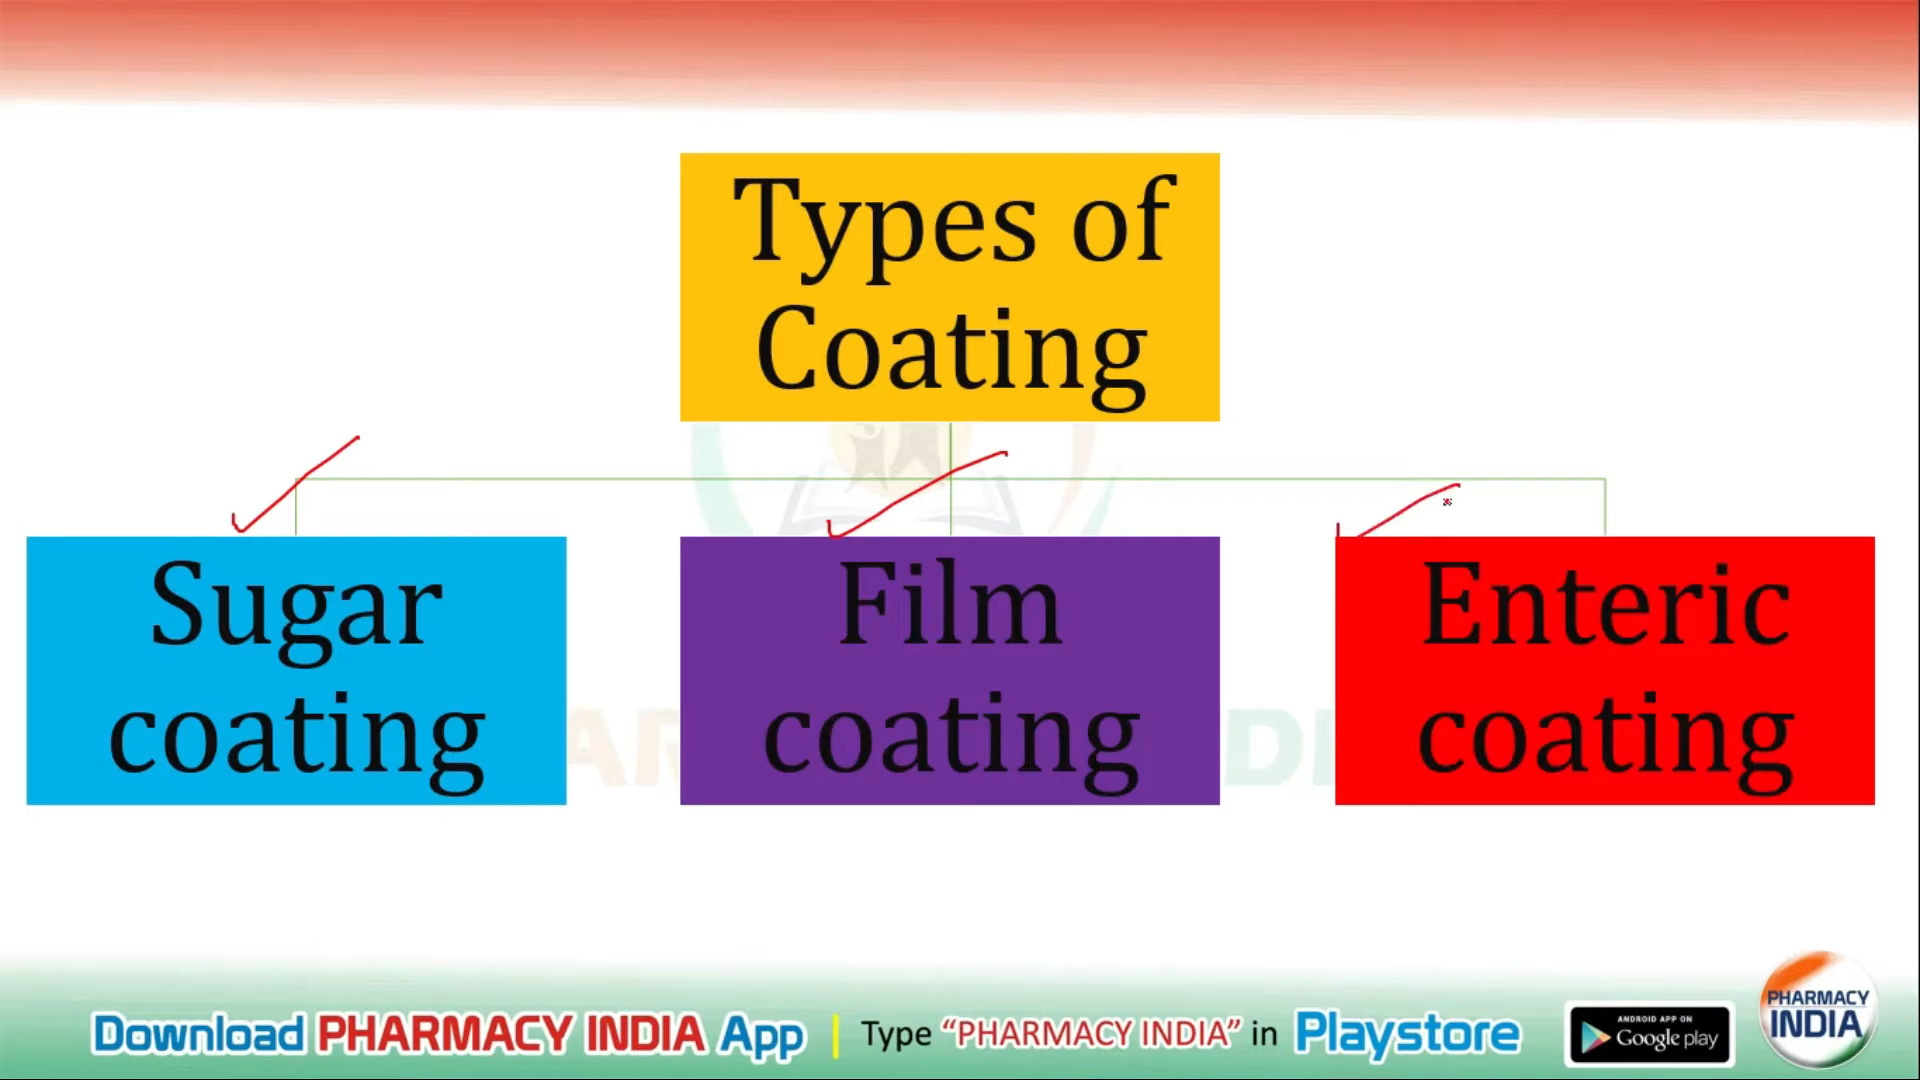 Types of
Coating
Sugar
coating
Film
coating
Enteric
coating
Download PHARMACY INDIA App | Type “PHARMACY INDIA” in Playstore
ANDROID APP ON
Google play
PHARMACY
INDIA